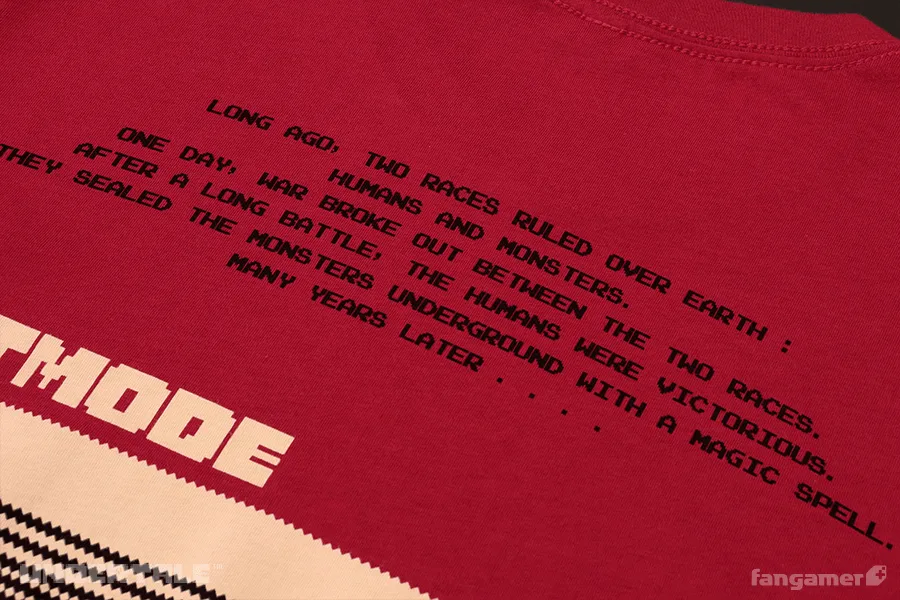 LONG AGO, TWO RACES RULED OVER EARTH :
HUMANS AND MONSTERS.
ONE DAY, WAR BROKE OUT BETWEEN THE TWO RACES.
AFTER A LONG BATTLE, THE HUMANS WERE VICTORIOUS.
THEY SEALED THE MONSTERS UNDERGROUND WITH A MAGIC SPELL.
MANY YEARS LATER . . . .
TMODE
UNDERTALE
fangamer